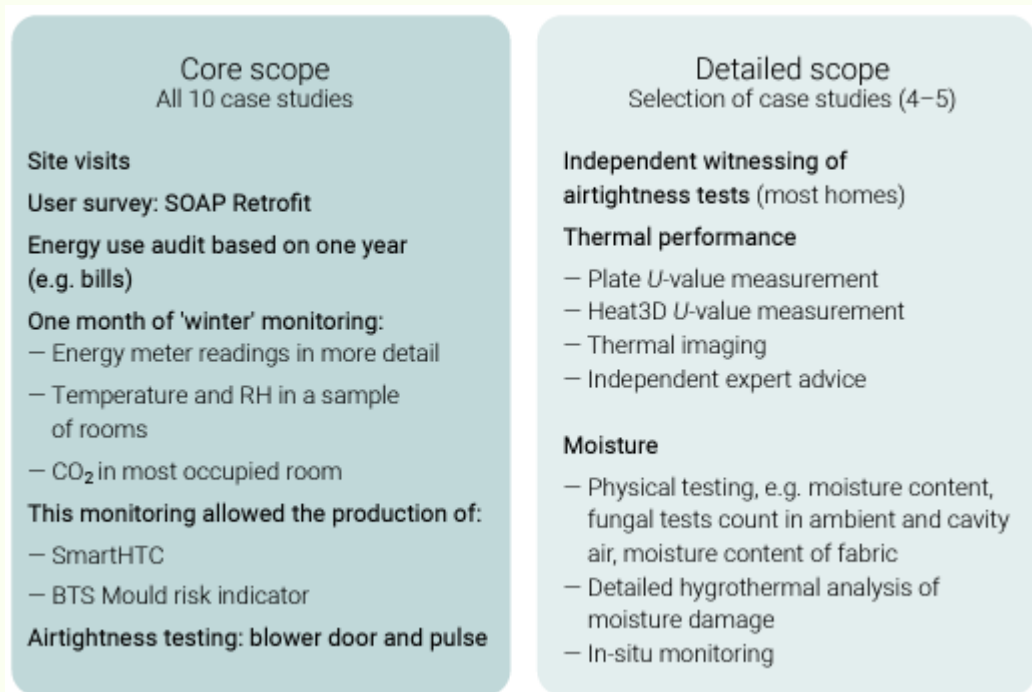 Core scope
All 10 case studies
Site visits
User survey: SOAP Retrofit
Energy use audit based on one year
(e.g. bills)
One month of 'winter' monitoring:
– Energy meter readings in more detail
– Temperature and RH in a sample
of rooms
– CO₂ in most occupied room
This monitoring allowed the production of:
– SmartHTC
– BTS Mould risk indicator
Airtightness testing: blower door and pulse
Detailed scope
Selection of case studies (4–5)
Independent witnessing of
airtightness tests (most homes)
Thermal performance
– Plate U-value measurement
– Heat3D U-value measurement
– Thermal imaging
– Independent expert advice
Moisture
– Physical testing, e.g. moisture content,
fungal tests count in ambient and cavity
air, moisture content of fabric
– Detailed hygrothermal analysis of
moisture damage
– In-situ monitoring